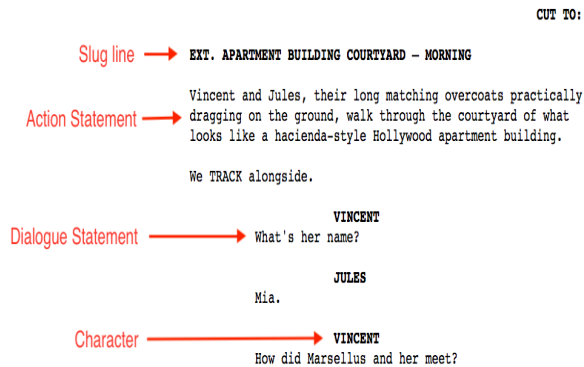 CUT TO:
Slug line
EXT. APARTMENT BUILDING COURTYARD – MORNING
Vincent and Jules, their long matching overcoats practically
Action Statement
dragging on the ground, walk through the courtyard of what
looks like a hacienda-style Hollywood apartment building.
We TRACK alongside.
VINCENT
Dialogue Statement
What's her name?
JULES
Mia.
Character
VINCENT
How did Marsellus and her meet?